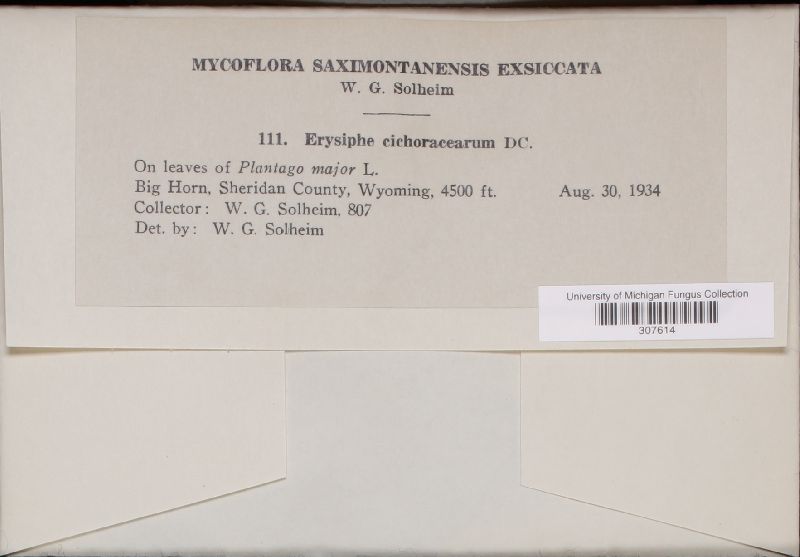 MYCOFLORA SAXIMONTANENSIS EXSICCATA
W. G. Solheim
111. Erysiphe cichoracearum DC.
On leaves of Plantago major L.
Big Horn, Sheridan County, Wyoming, 4500 ft. Aug. 30, 1934
Collector: W. G. Solheim, 807
Det. by: W. G. Solheim
University of Michigan Fungus Collection
307614